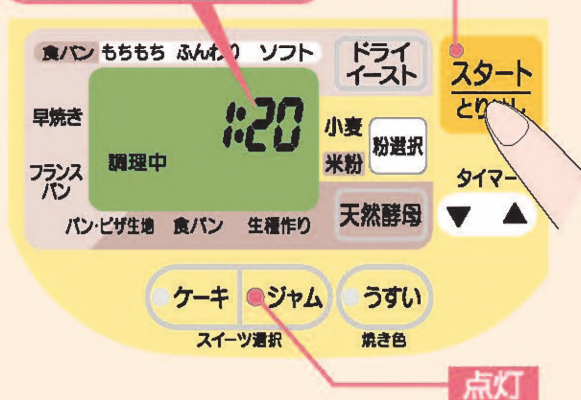 食パン もちもち ふんわり ソフト
ドライ
イースト
スタート
とりけし
早焼き
1:20
小麦
米粉
粉選択
調理中
フランス
パン
タイマー
▼ ▲
パン・ピザ生地 食パン 生種作り
天然酵母
ケーキ ジャム うすい
スイーツ選択 焼き色
点灯